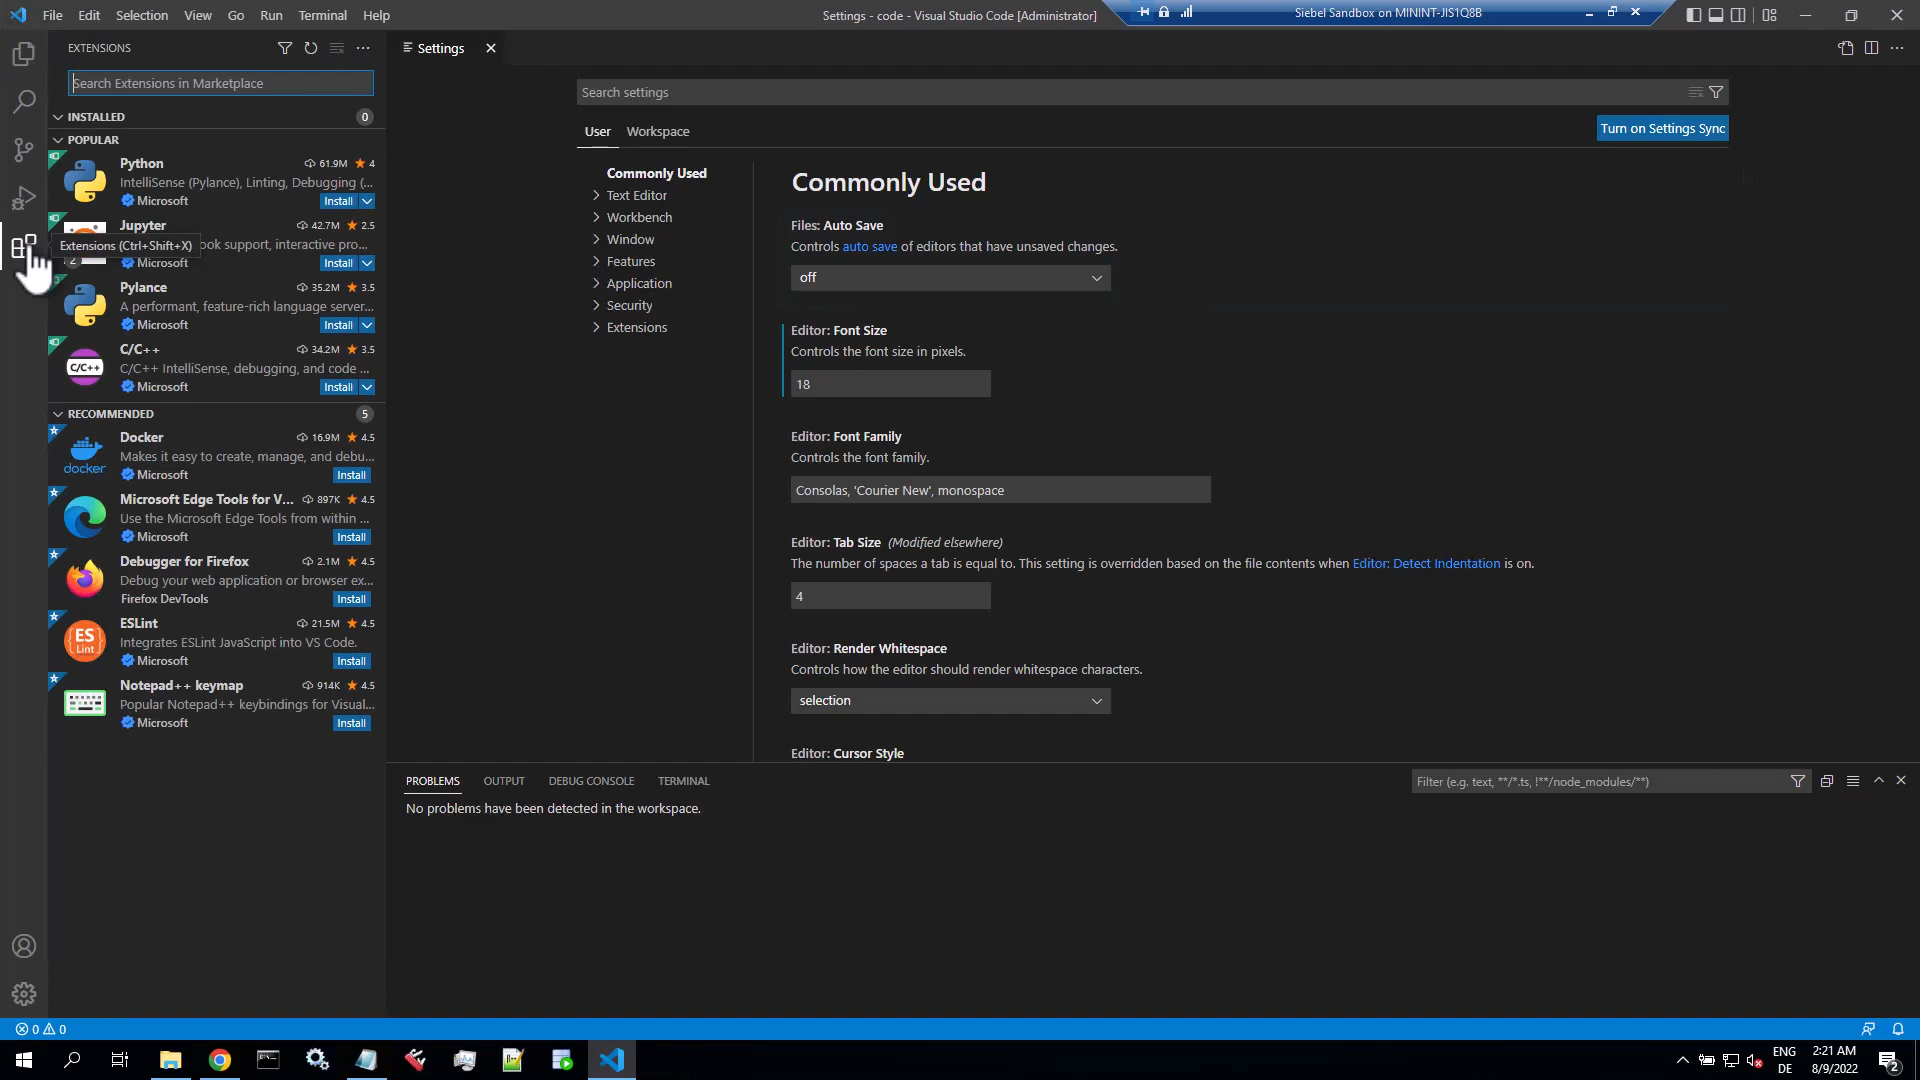 File Edit Selection View Go Run Terminal Help
Settings - code - Visual Studio Code [Administrator]
Siebel Sandbox on MININT-JIS1Q8B
EXTENSIONS
Search Extensions in Marketplace
INSTALLED 0
POPULAR
Python 61.9M 4
IntelliSense (Pylance), Linting, Debugging (...
Microsoft Install
Jupyter 42.7M 2.5
Extensions (Ctrl+Shift+X) ook support, interactive pro...
2 Microsoft Install
Pylance 35.2M 3.5
A performant, feature-rich language server...
Microsoft Install
C/C++ 34.2M 3.5
C/C++ C/C++ IntelliSense, debugging, and code ...
Microsoft Install
RECOMMENDED 5
Docker 16.9M 4.5
Makes it easy to create, manage, and debu...
docker Microsoft Install
Microsoft Edge Tools for V... 897K 4.5
Use the Microsoft Edge Tools from within ...
Microsoft Install
Debugger for Firefox 2.1M 4.5
Debug your web application or browser ex...
Firefox DevTools Install
ESLint 21.5M 4.5
ES Lint Integrates ESLint JavaScript into VS Code.
Microsoft Install
Notepad++ keymap 914K 4.5
Popular Notepad++ keybindings for Visual...
Microsoft Install
Settings
Search settings
User Workspace
Turn on Settings Sync
Commonly Used
Text Editor
Workbench
Window
Features
Application
Security
Extensions
Commonly Used
Files: Auto Save
Controls auto save of editors that have unsaved changes.
off
Editor: Font Size
Controls the font size in pixels.
18
Editor: Font Family
Controls the font family.
Consolas, 'Courier New', monospace
Editor: Tab Size (Modified elsewhere)
The number of spaces a tab is equal to. This setting is overridden based on the file contents when Editor: Detect Indentation is on.
4
Editor: Render Whitespace
Controls how the editor should render whitespace characters.
selection
Editor: Cursor Style
PROBLEMS OUTPUT DEBUG CONSOLE TERMINAL
Filter (e.g. text, **/*.ts, !**/node_modules/**)
No problems have been detected in the workspace.
0 0
ENG
DE
2:21 AM
8/9/2022
2